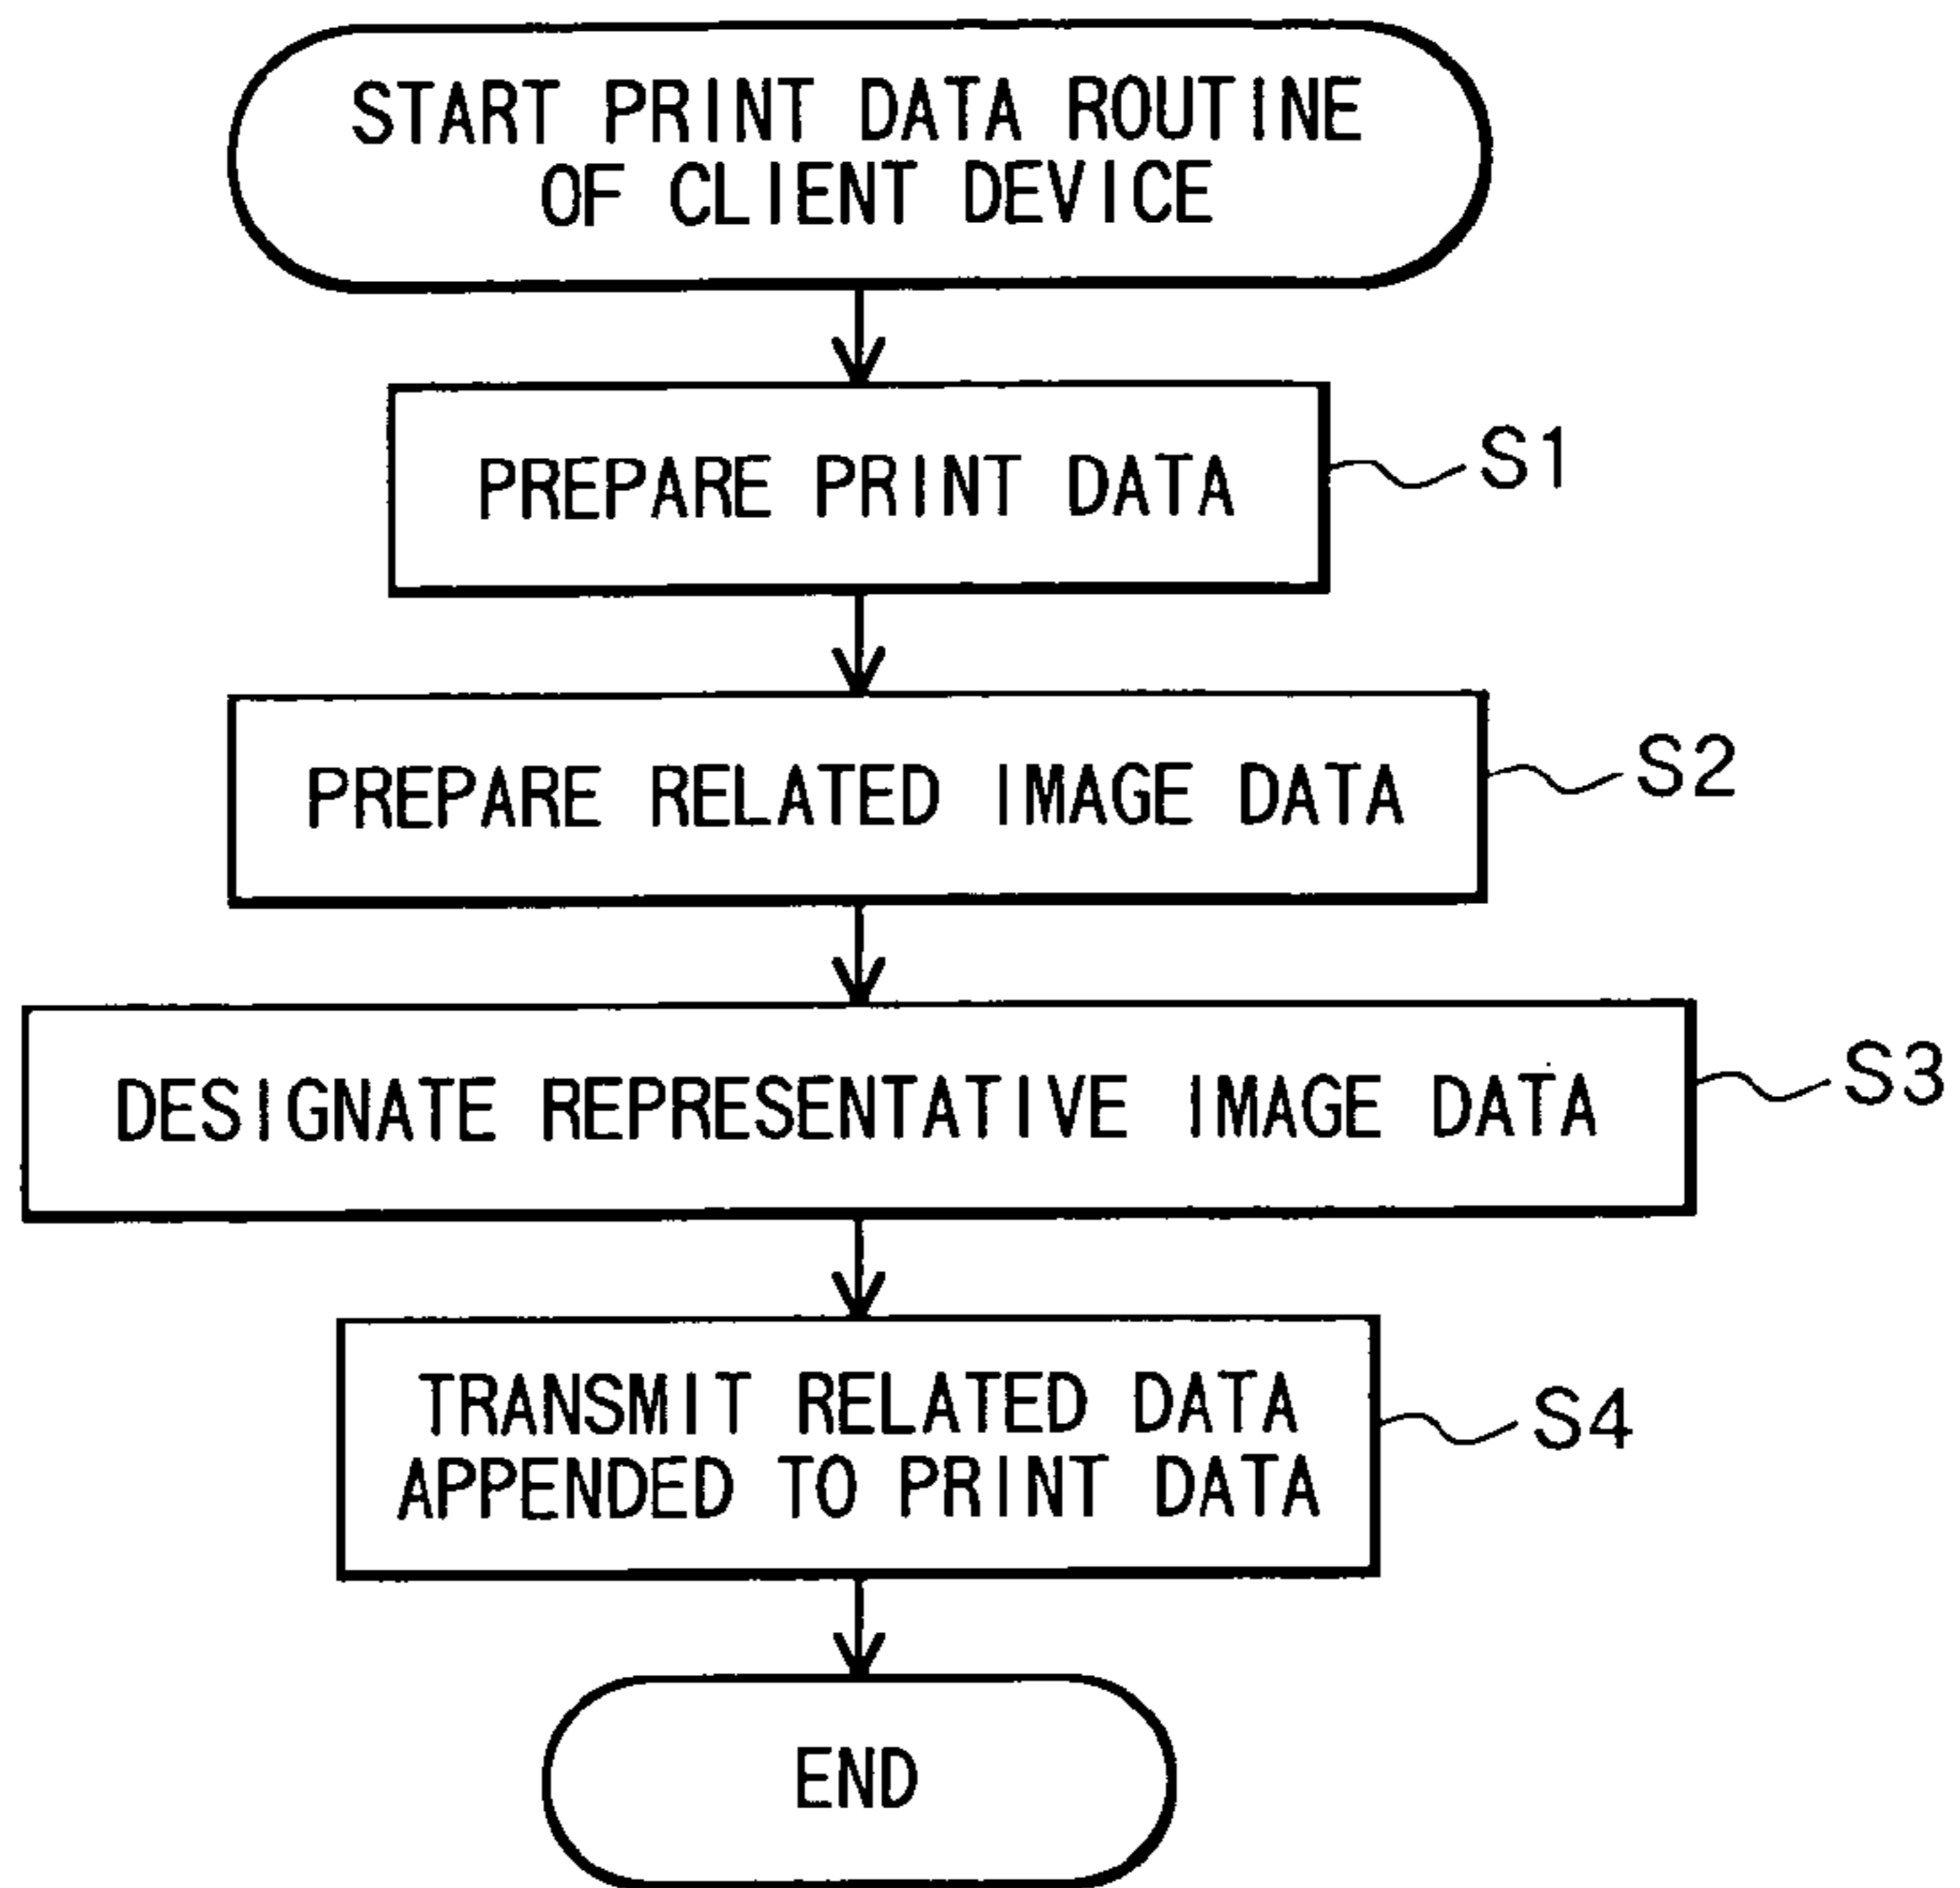 START PRINT DATA ROUTINE
OF CLIENT DEVICE
PREPARE PRINT DATA
S1
PREPARE RELATED IMAGE DATA
S2
DESIGNATE REPRESENTATIVE IMAGE DATA
S3
TRANSMIT RELATED DATA
APPENDED TO PRINT DATA
S4
END